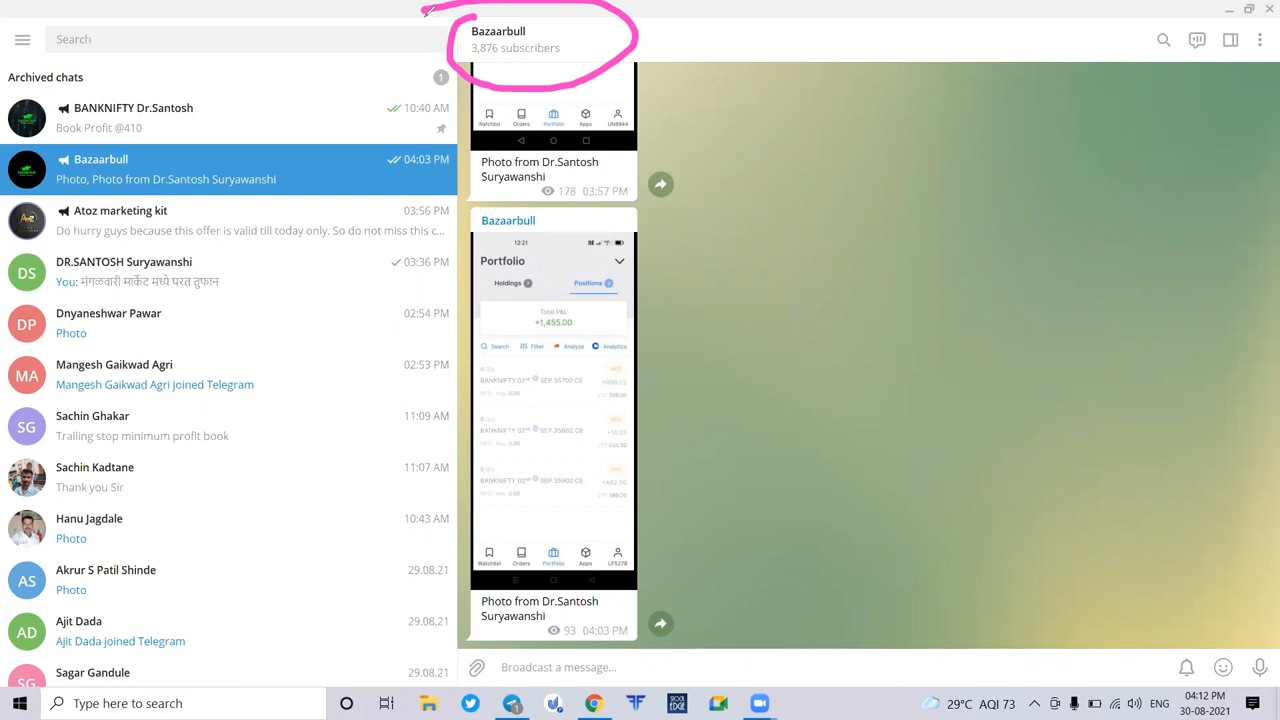 Bazaarbull
3,876 subscribers
Search
Archived chats
1
BANKNIFTY Dr.Santosh
10:40 AM
Book Profit @410
Bazaarbull
04:03 PM
Photo, Photo from Dr.Santosh Suryawanshi
Atoz marketing kit
03:56 PM
Do hurry guys because this offer is valid till today only. So do not miss this c...
DS
DR.SANTOSH Suryawanshi
03:36 PM
You: मंगळवारी मार्केट मध्ये परत तुफान
DP
Dnyaneshwar Pawar
02:54 PM
Photo
MA
Mangesh Gaikwad Agri
02:53 PM
Mangesh Gaikwad Agri joined Telegram
SG
Sachin Ghakar
11:09 AM
Trailing stop minimum profit book
Sachin Kadtane
11:07 AM
Thank you Sir
Hanu Jagdale
10:43 AM
Photo
AS
Akrur S Patil Shinde
29.08.21
Photo
AD
Ajit Dada
29.08.21
Ajit Dada joined Telegram
SG
Sagar Gandule
29.08.21
Watchlist Orders Portfolio Apps UN8844
Photo from Dr.Santosh
Suryawanshi
178 03:57 PM
Bazaarbull
12:21
Portfolio
Holdings
Positions
Total P&L
+1,455.00
Search Filter Analyze Analytics
BANKNIFTY 02nd SEP 35700 CE
BANKNIFTY 02nd SEP 35800 CE
BANKNIFTY 02nd SEP 35900 CE
Watchlist Orders Portfolio Apps LF5278
Photo from Dr.Santosh
Suryawanshi
93 04:03 PM
Broadcast a message...
Type here to search
1
29°C AQI 73
ENG
04:12 PM
30-08-2021